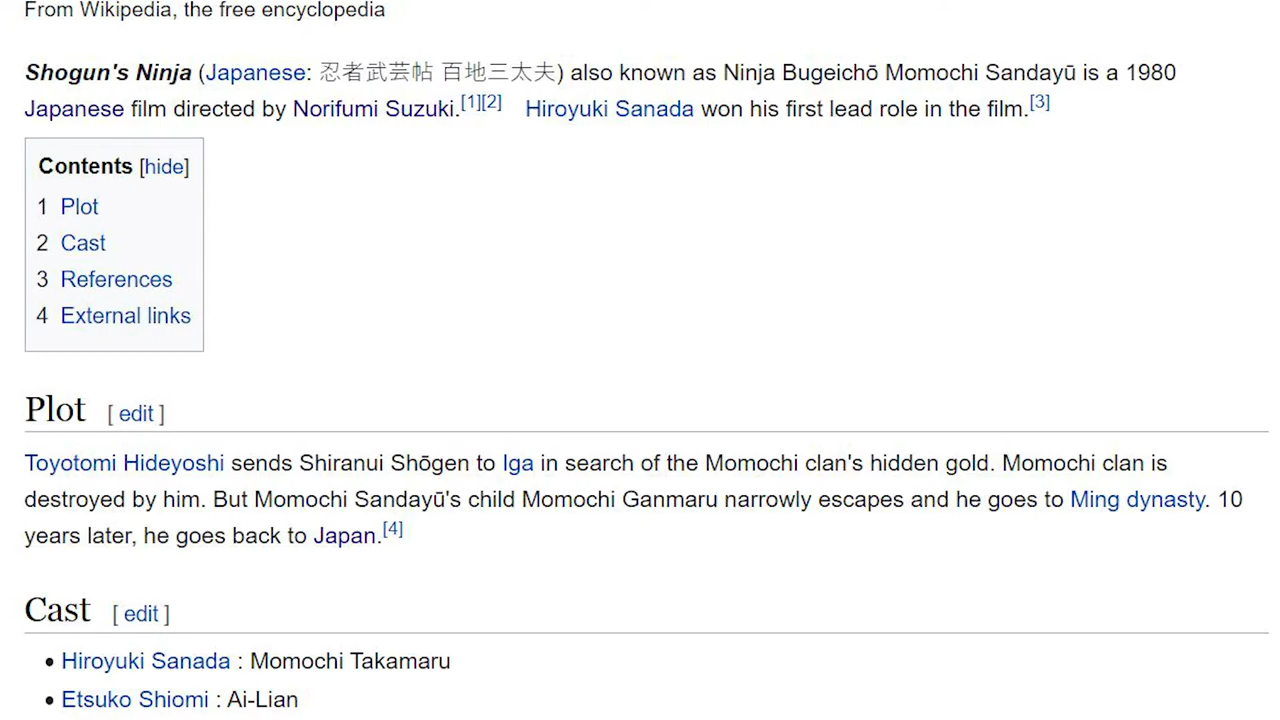 From Wikipedia, the free encyclopedia
Shogun's Ninja (Japanese: 忍者武芸帖 百地三太夫) also known as Ninja Bugeichō Momochi Sandayū is a 1980
Japanese film directed by Norifumi Suzuki.[1][2] Hiroyuki Sanada won his first lead role in the film.[3]
Contents [hide]
1 Plot
2 Cast
3 References
4 External links
Plot [ edit ]
Toyotomi Hideyoshi sends Shiranui Shōgen to Iga in search of the Momochi clan's hidden gold. Momochi clan is
destroyed by him. But Momochi Sandayū's child Momochi Ganmaru narrowly escapes and he goes to Ming dynasty. 10
years later, he goes back to Japan.[4]
Cast [ edit ]
• Hiroyuki Sanada : Momochi Takamaru
• Etsuko Shiomi : Ai-Lian